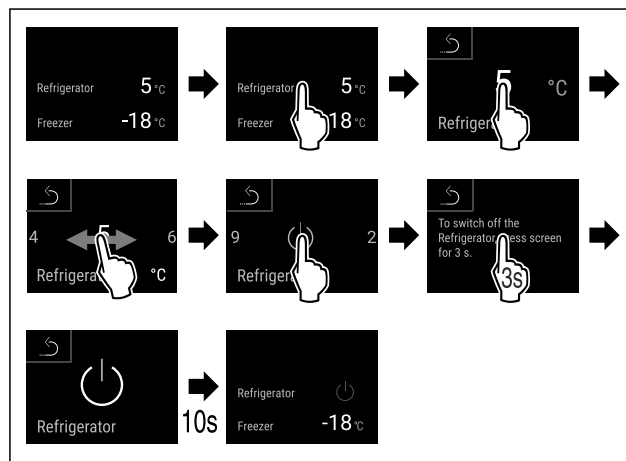 Refrigerator 5 °C
Freezer -18 °C
Refrigerator 5 °C
Freezer 18 °C
5 °C
Refriger
4 5 6
Refrigera °C
9 2
Refriger
To switch off the
Refrigerator, press screen
for 3 s.
3s
Refrigerator
10s
Refrigerator
Freezer -18 °C